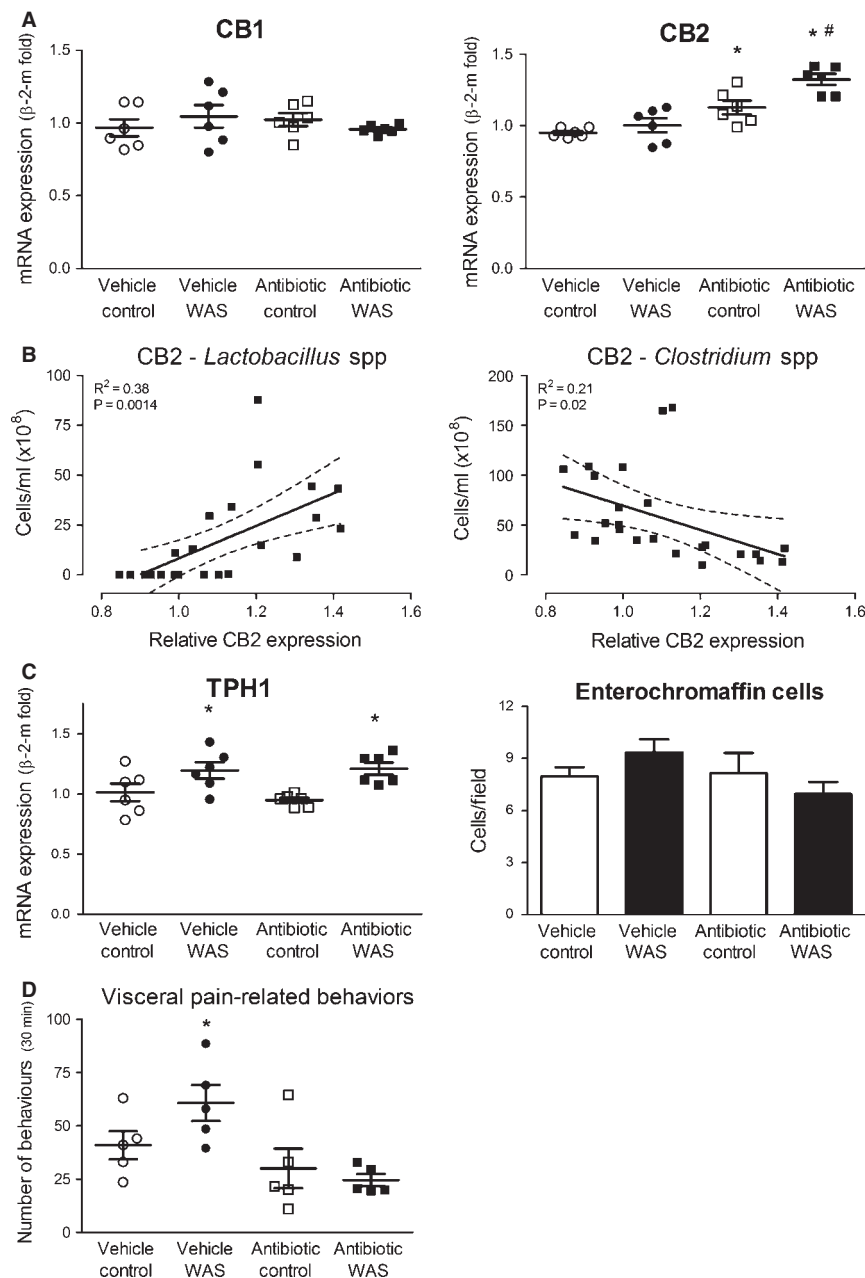 A
CB1
mRNA expression (β-2-m fold)
1.5
1.0
0.5
0.0
Vehicle control
Vehicle WAS
Antibiotic control
Antibiotic WAS
CB2
mRNA expression (β-2-m fold)
1.5
1.0
0.5
0.0
*
* #
Vehicle control
Vehicle WAS
Antibiotic control
Antibiotic WAS
B
CB2 - Lactobacillus spp
R² = 0.38
P = 0.0014
Cells/ml (x10⁸)
100
75
50
25
0
0.8 1.0 1.2 1.4 1.6
Relative CB2 expression
CB2 - Clostridium spp
R² = 0.21
P = 0.02
Cells/ml (x10⁸)
200
150
100
50
0
0.8 1.0 1.2 1.4 1.6
Relative CB2 expression
C
TPH1
mRNA expression (β-2-m fold)
1.5
1.0
0.5
0.0
*
*
Vehicle control
Vehicle WAS
Antibiotic control
Antibiotic WAS
Enterochromaffin cells
Cells/field
12
9
6
3
0
Vehicle control
Vehicle WAS
Antibiotic control
Antibiotic WAS
D
Visceral pain-related behaviors
Number of behaviours (30 min)
100
75
50
25
0
*
Vehicle control
Vehicle WAS
Antibiotic control
Antibiotic WAS